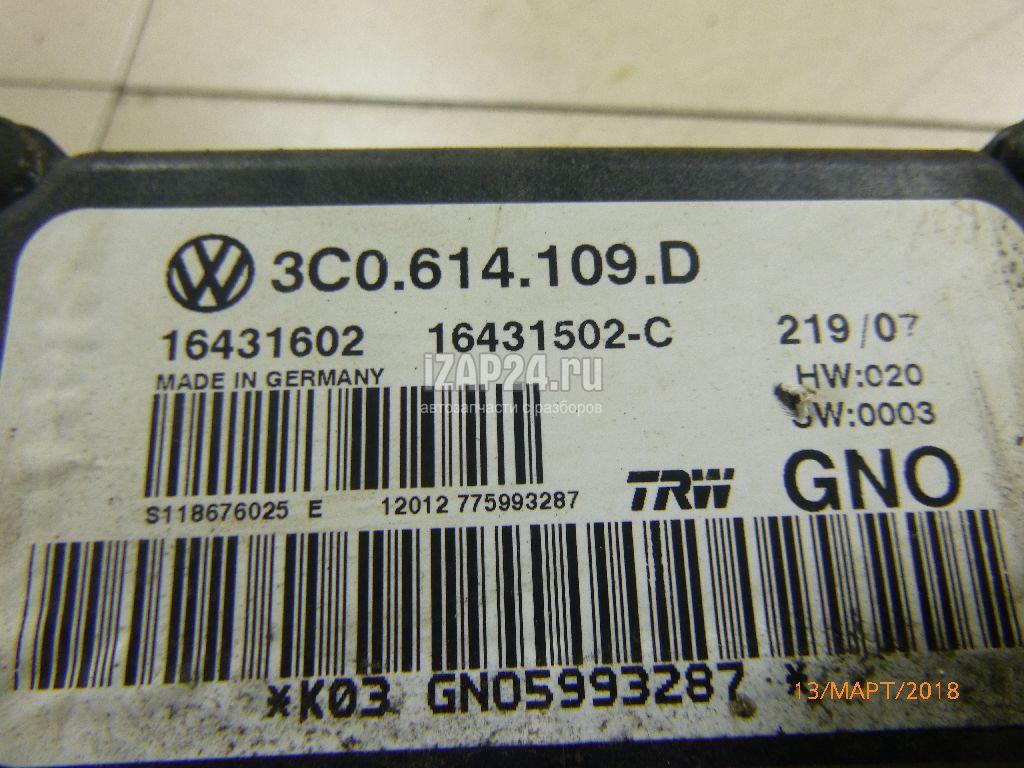 3C0.614.109.D
16431602 16431502-C 219/07
MADE IN GERMANY HW:020
SW:0003
iZAP24.ru
автозапчасти с разборов
TRW GNO
S118676025 E 12012 775993287
*K03 GNO5993287 *
13/МАРТ/2018